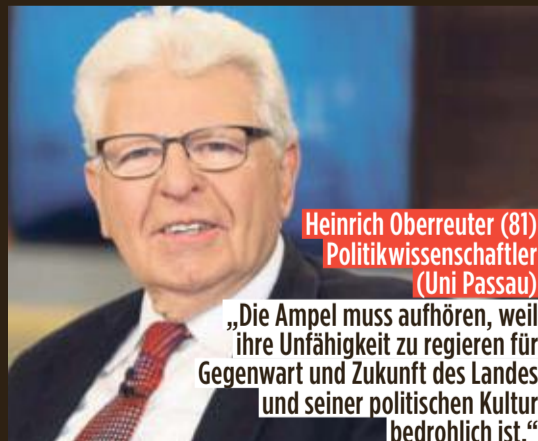 Heinrich Oberreuter (81)
Politikwissenschaftler
(Uni Passau)
„Die Ampel muss aufhören, weil
ihre Unfähigkeit zu regieren für
Gegenwart und Zukunft des Landes
und seiner politischen Kultur
bedrohlich ist.“